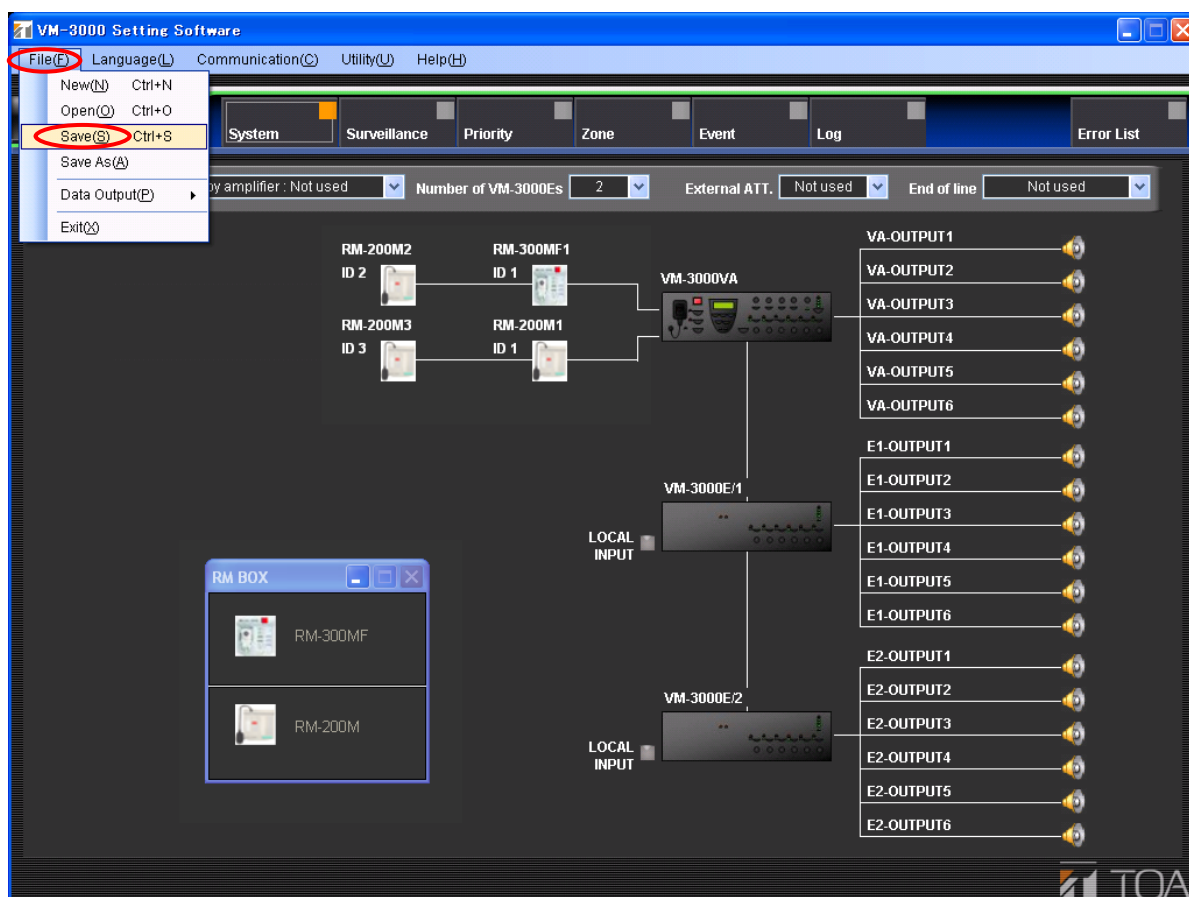 VM-3000 Setting Software
File(F) Language(L) Communication(C) Utility(U) Help(H)
New(N) Ctrl+N
Open(O) Ctrl+O
Save(S) Ctrl+S
Save As(A)
Data Output(P)
Exit(X)
System Surveillance Priority Zone Event Log Error List
by amplifier : Not used Number of VM-3000Es 2 External ATT. Not used End of line Not used
RM-200M2
ID 2
RM-300MF1
ID 1
RM-200M3
ID 3
RM-200M1
ID 1
VM-3000VA
VA-OUTPUT1
VA-OUTPUT2
VA-OUTPUT3
VA-OUTPUT4
VA-OUTPUT5
VA-OUTPUT6
VM-3000E/1
LOCAL
INPUT
E1-OUTPUT1
E1-OUTPUT2
E1-OUTPUT3
E1-OUTPUT4
E1-OUTPUT5
E1-OUTPUT6
RM BOX
RM-300MF
RM-200M
VM-3000E/2
LOCAL
INPUT
E2-OUTPUT1
E2-OUTPUT2
E2-OUTPUT3
E2-OUTPUT4
E2-OUTPUT5
E2-OUTPUT6
TOA